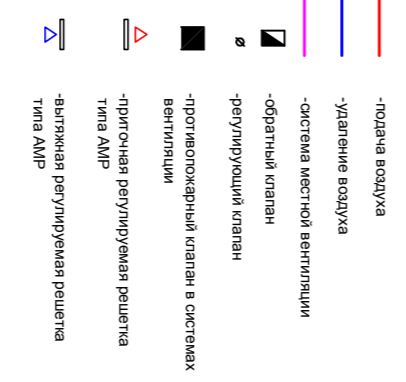 -подача воздуха
-удаление воздуха
-система местной вентиляции
-обратный клапан
-регулирующий клапан
-противопожарный клапан в системах
вентиляции
-приточная регулируемая решетка
типа АМР
-вытяжная регулируемая решетка
типа АМР